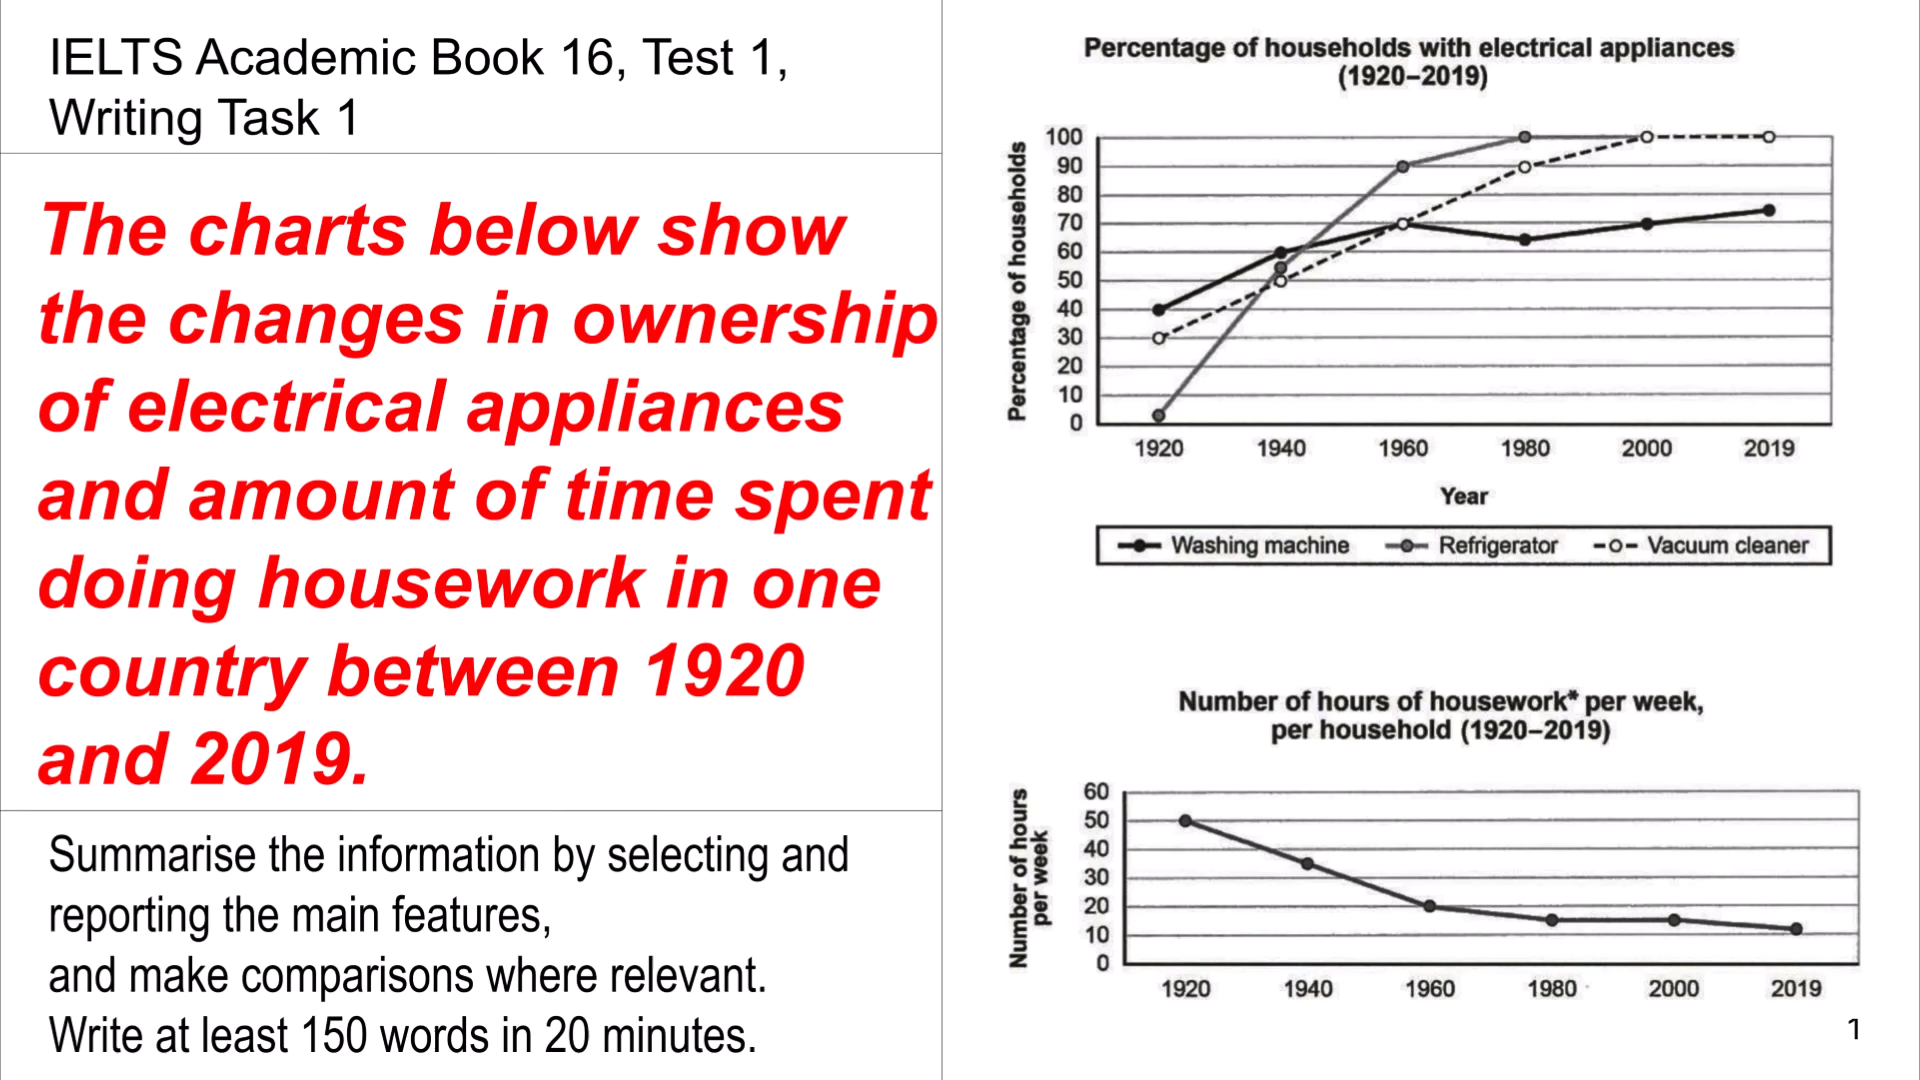 IELTS Academic Book 16, Test 1,
Writing Task 1
The charts below show
the changes in ownership
of electrical appliances
and amount of time spent
doing housework in one
country between 1920
and 2019.
Summarise the information by selecting and
reporting the main features,
and make comparisons where relevant.
Write at least 150 words in 20 minutes.
Percentage of households with electrical appliances
(1920–2019)
Percentage of households
100
90
80
70
60
50
40
30
20
10
0
1920 1940 1960 1980 2000 2019
Year
Washing machine Refrigerator Vacuum cleaner
Number of hours of housework* per week,
per household (1920–2019)
Number of hours
per week
60
50
40
30
20
10
0
1920 1940 1960 1980 2000 2019
1